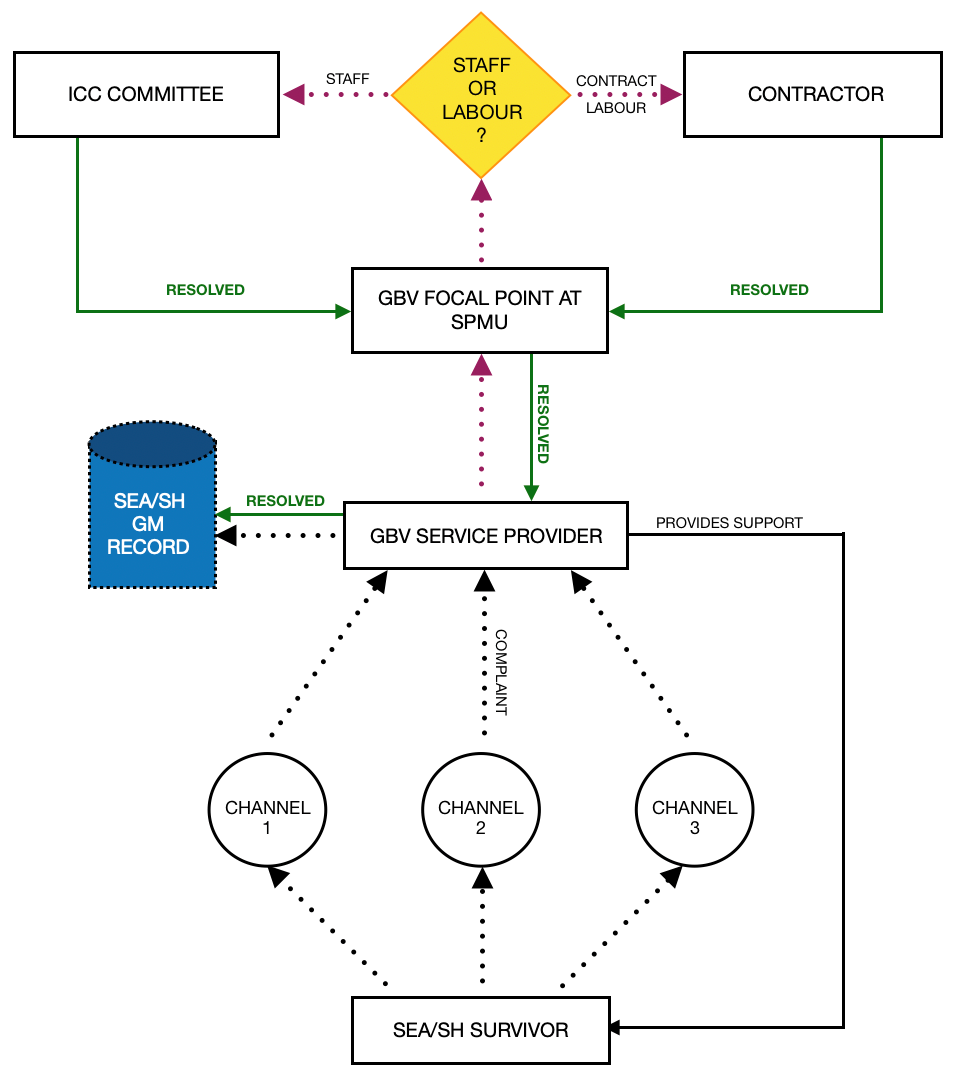 STAFF
OR
LABOUR
?
STAFF
CONTRACT
LABOUR
ICC COMMITTEE
CONTRACTOR
RESOLVED
RESOLVED
GBV FOCAL POINT AT
SPMU
RESOLVED
SEA/SH
GM
RECORD
RESOLVED
GBV SERVICE PROVIDER
PROVIDES SUPPORT
COMPLAINT
CHANNEL
1
CHANNEL
2
CHANNEL
3
SEA/SH SURVIVOR